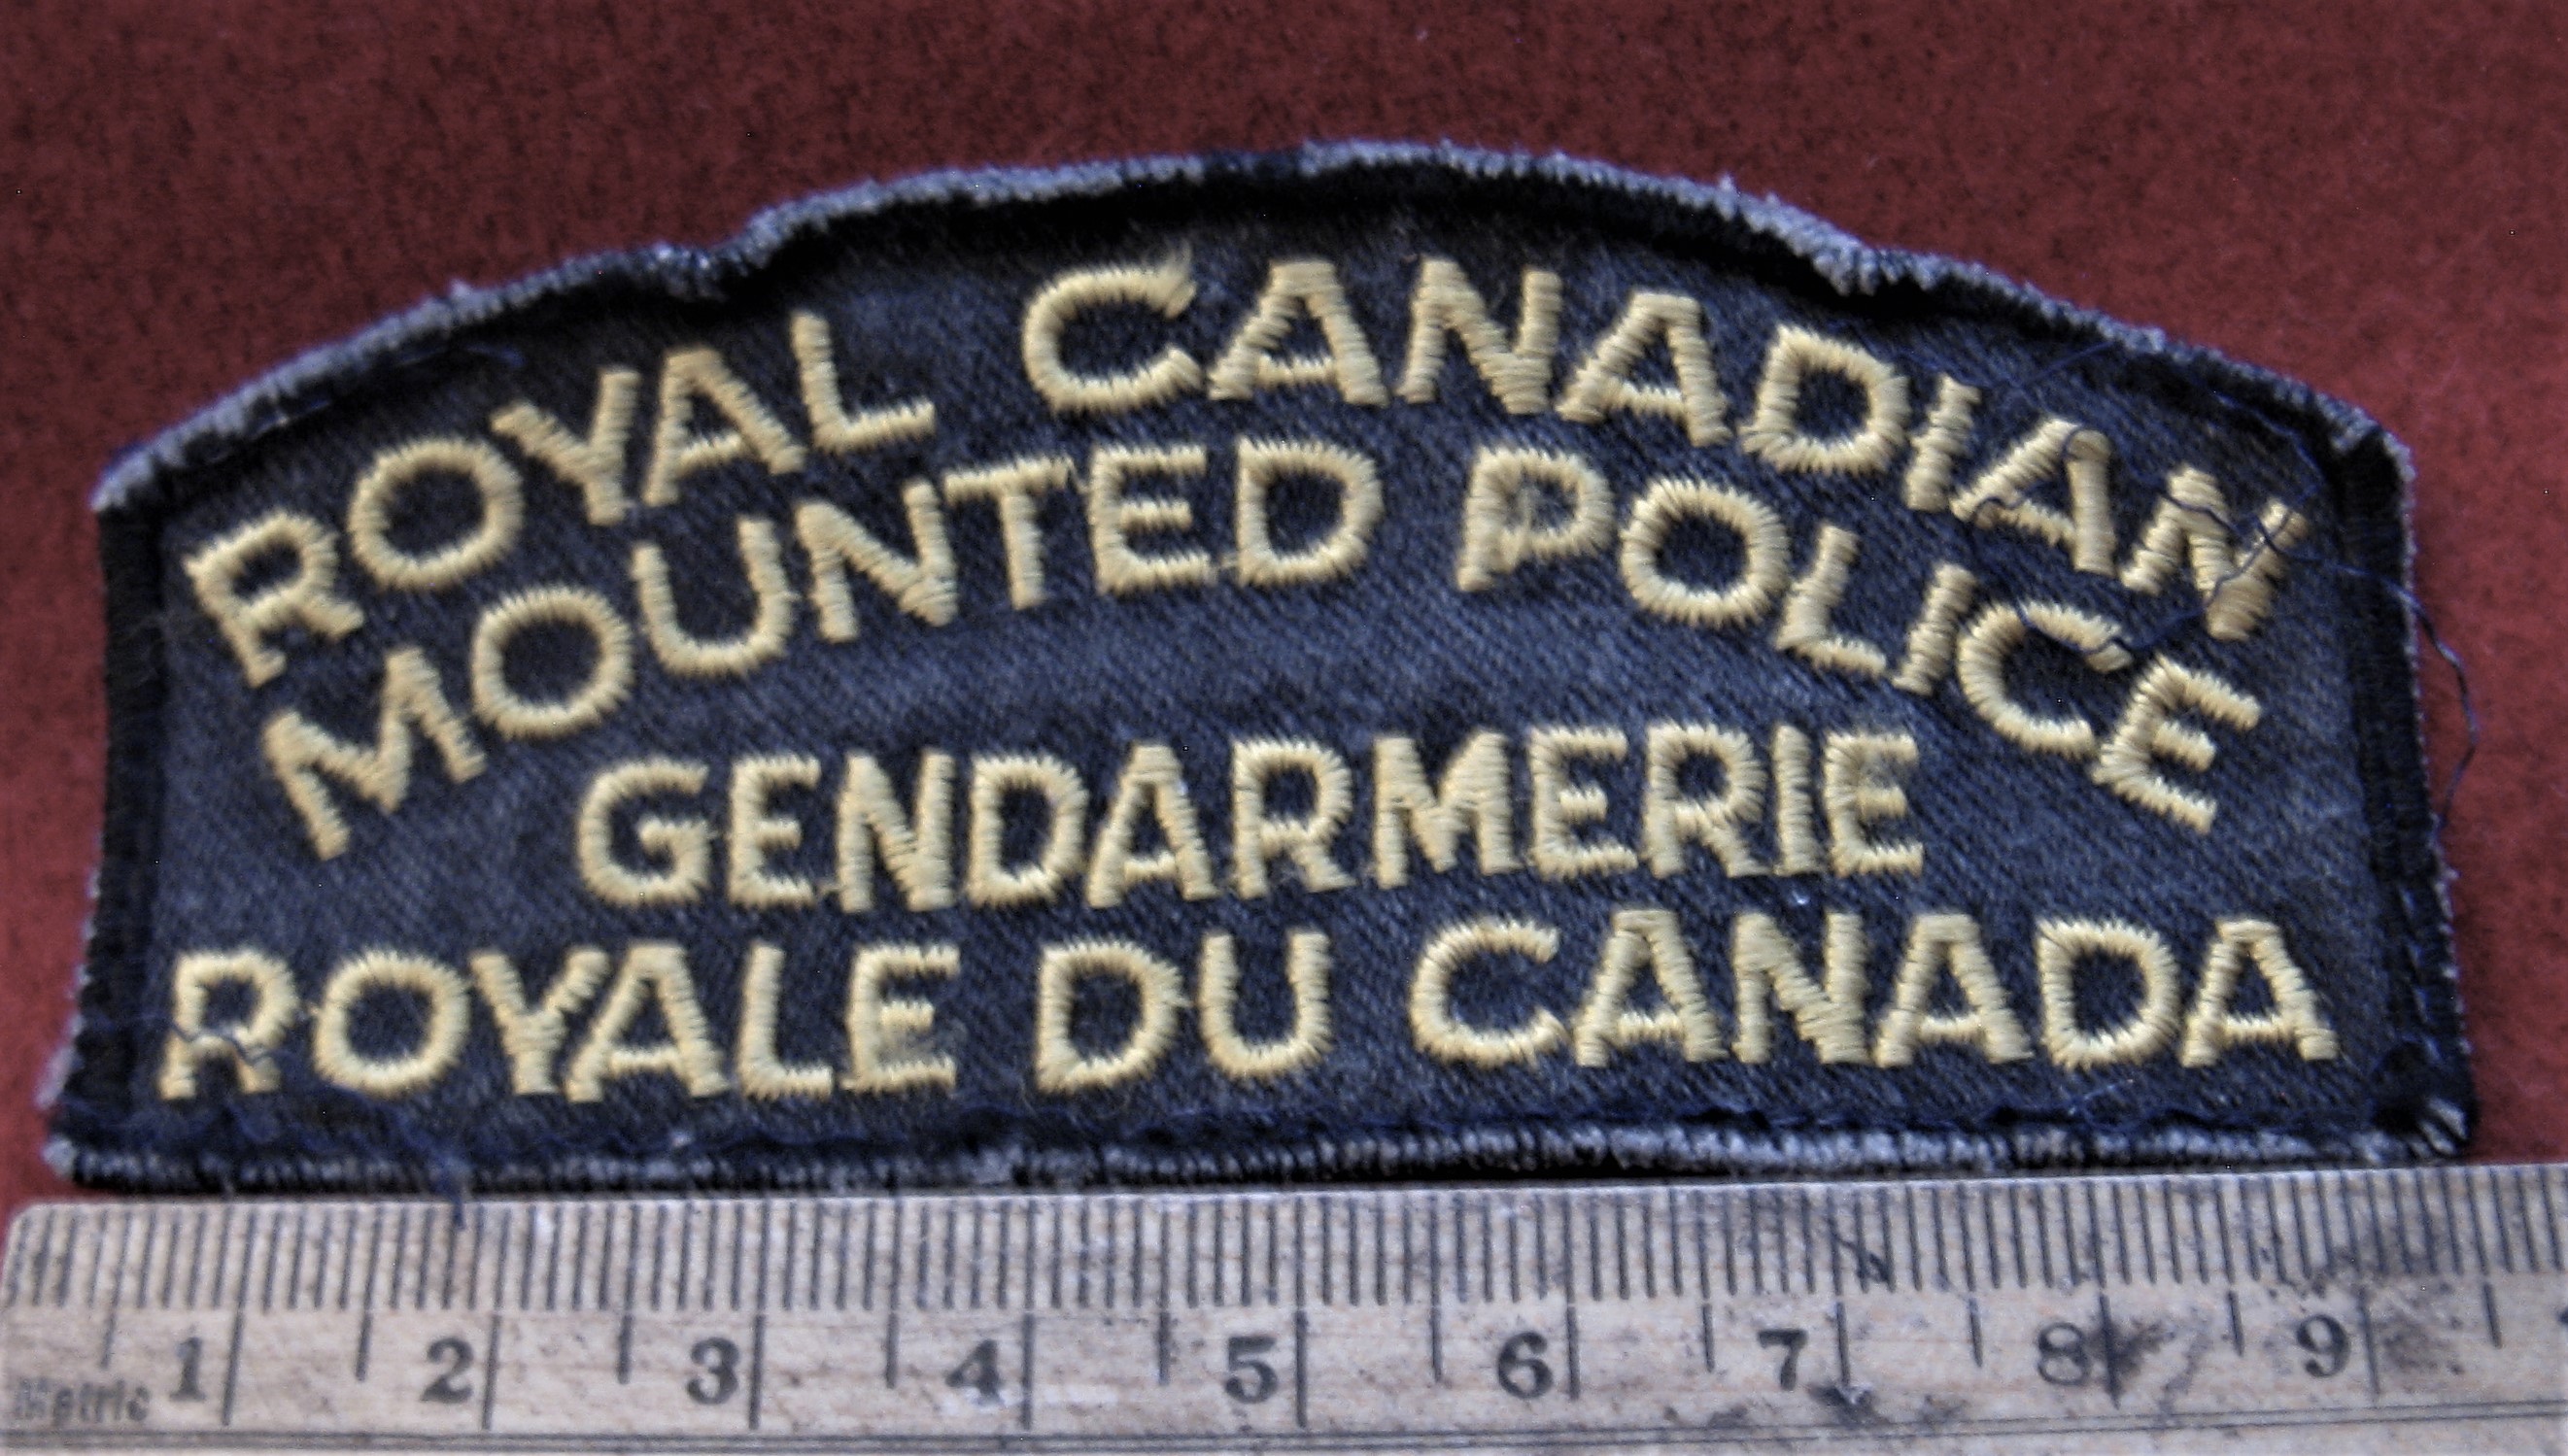 ROYAL CANADIAN
MOUNTED POLICE
GENDARMERIE
ROYALE DU CANADA
1 2 3 4 5 6 7 8 9
Metric